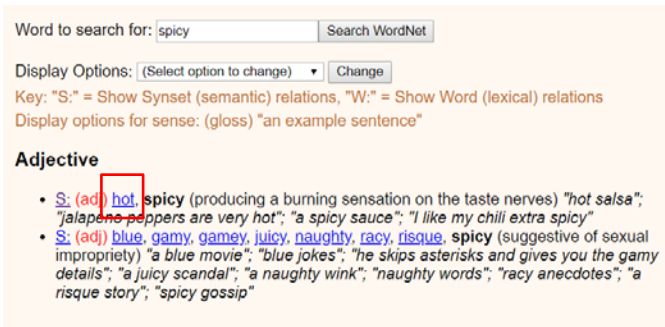 Word to search for: spicy Search WordNet
Display Options: (Select option to change) Change
Key: "S:" = Show Synset (semantic) relations, "W:" = Show Word (lexical) relations
Display options for sense: (gloss) "an example sentence"
Adjective
• S: (adj) hot, spicy (producing a burning sensation on the taste nerves) "hot salsa";
"jalapeno peppers are very hot"; "a spicy sauce"; "I like my chili extra spicy"
• S: (adj) blue, gamy, gamey, juicy, naughty, racy, risque, spicy (suggestive of sexual
impropriety) "a blue movie"; "blue jokes"; "he skips asterisks and gives you the gamy
details"; "a juicy scandal"; "a naughty wink"; "naughty words"; "racy anecdotes"; "a
risque story"; "spicy gossip"